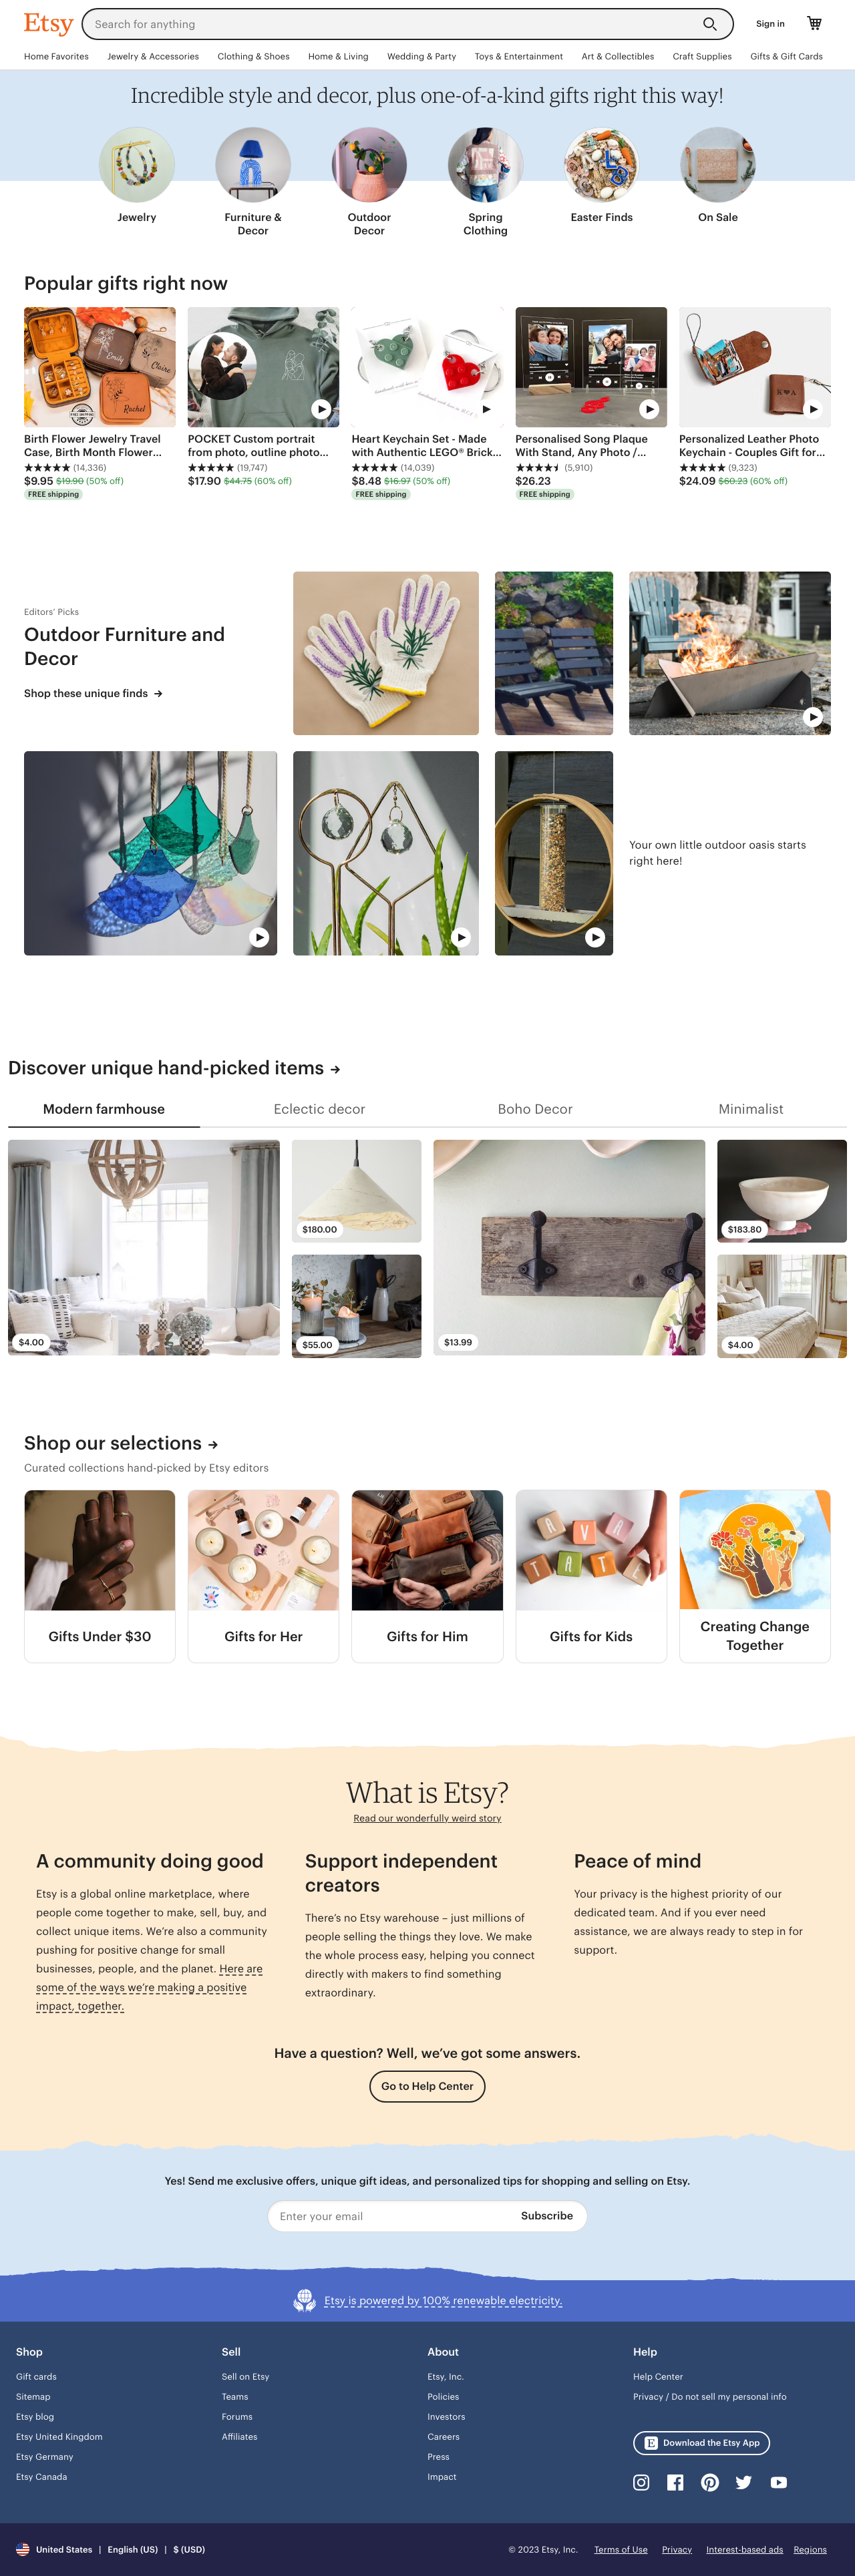 Etsy
Search for anything
Sign in
Home Favorites
Jewelry & Accessories
Clothing & Shoes
Home & Living
Wedding & Party
Toys & Entertainment
Art & Collectibles
Craft Supplies
Gifts & Gift Cards
Incredible style and decor, plus one-of-a-kind gifts right this way!
Jewelry
Furniture &
Decor
Outdoor
Decor
Spring
Clothing
Easter Finds
On Sale
Popular gifts right now
Emily
Claire
Rachel
K♥A
Birth Flower Jewelry Travel
Case, Birth Month Flower...
(14,336)
$9.95 $19.90 (50% off)
FREE shipping
POCKET Custom portrait
from photo, outline photo...
(19,747)
$17.90 $44.75 (60% off)
Heart Keychain Set - Made
with Authentic LEGO® Brick...
(14,039)
$8.48 $16.97 (50% off)
FREE shipping
Personalised Song Plaque
With Stand, Any Photo /...
(5,910)
$26.23
FREE shipping
Personalized Leather Photo
Keychain - Couples Gift for...
(9,323)
$24.09 $60.23 (60% off)
Editors' Picks
Outdoor Furniture and
Decor
Shop these unique finds →
Your own little outdoor oasis starts
right here!
Discover unique hand-picked items →
Modern farmhouse
Eclectic decor
Boho Decor
Minimalist
$4.00
$180.00
$55.00
$13.99
$183.80
$4.00
Shop our selections →
Curated collections hand-picked by Etsy editors
AVA
TATE
Gifts Under $30
Gifts for Her
Gifts for Him
Gifts for Kids
Creating Change
Together
What is Etsy?
Read our wonderfully weird story
A community doing good
Etsy is a global online marketplace, where
people come together to make, sell, buy, and
collect unique items. We're also a community
pushing for positive change for small
businesses, people, and the planet. Here are
some of the ways we're making a positive
impact, together.
Support independent
creators
There's no Etsy warehouse – just millions of
people selling the things they love. We make
the whole process easy, helping you connect
directly with makers to find something
extraordinary.
Peace of mind
Your privacy is the highest priority of our
dedicated team. And if you ever need
assistance, we are always ready to step in for
support.
Have a question? Well, we've got some answers.
Go to Help Center
Yes! Send me exclusive offers, unique gift ideas, and personalized tips for shopping and selling on Etsy.
Enter your email
Subscribe
Etsy is powered by 100% renewable electricity.
Shop
Gift cards
Sitemap
Etsy blog
Etsy United Kingdom
Etsy Germany
Etsy Canada
Sell
Sell on Etsy
Teams
Forums
Affiliates
About
Etsy, Inc.
Policies
Investors
Careers
Press
Impact
Help
Help Center
Privacy / Do not sell my personal info
E Download the Etsy App
United States | English (US) | $ (USD)
© 2023 Etsy, Inc.
Terms of Use
Privacy
Interest-based ads
Regions